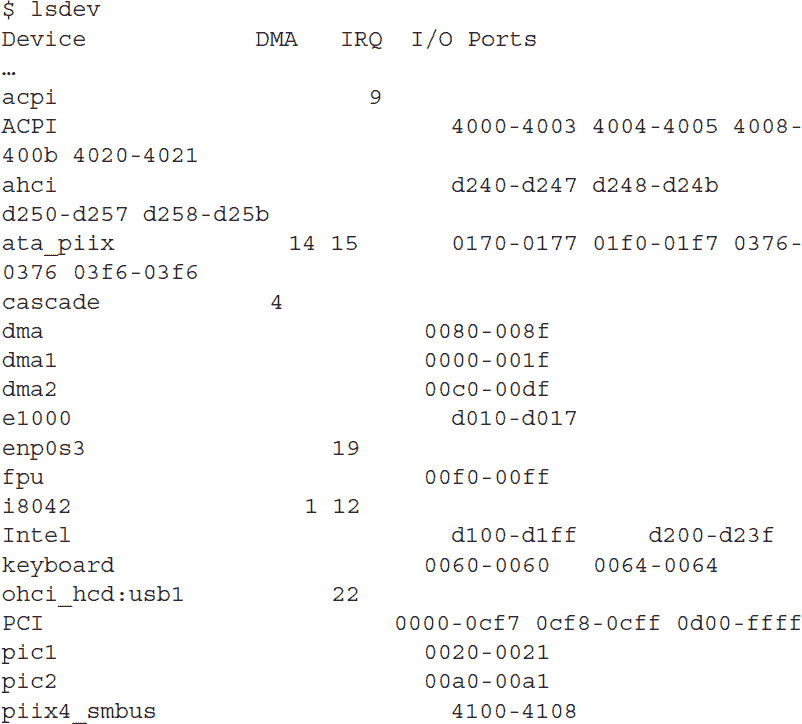 $ lsdev
Device DMA IRQ I/O Ports
…
acpi 9
ACPI 4000-4003 4004-4005 4008-
400b 4020-4021
ahci d240-d247 d248-d24b
d250-d257 d258-d25b
ata_piix 14 15 0170-0177 01f0-01f7 0376-
0376 03f6-03f6
cascade 4
dma 0080-008f
dma1 0000-001f
dma2 00c0-00df
e1000 d010-d017
enp0s3 19
fpu 00f0-00ff
i8042 1 12
Intel d100-d1ff d200-d23f
keyboard 0060-0060 0064-0064
ohci_hcd:usb1 22
PCI 0000-0cf7 0cf8-0cff 0d00-ffff
pic1 0020-0021
pic2 00a0-00a1
piix4_smbus 4100-4108